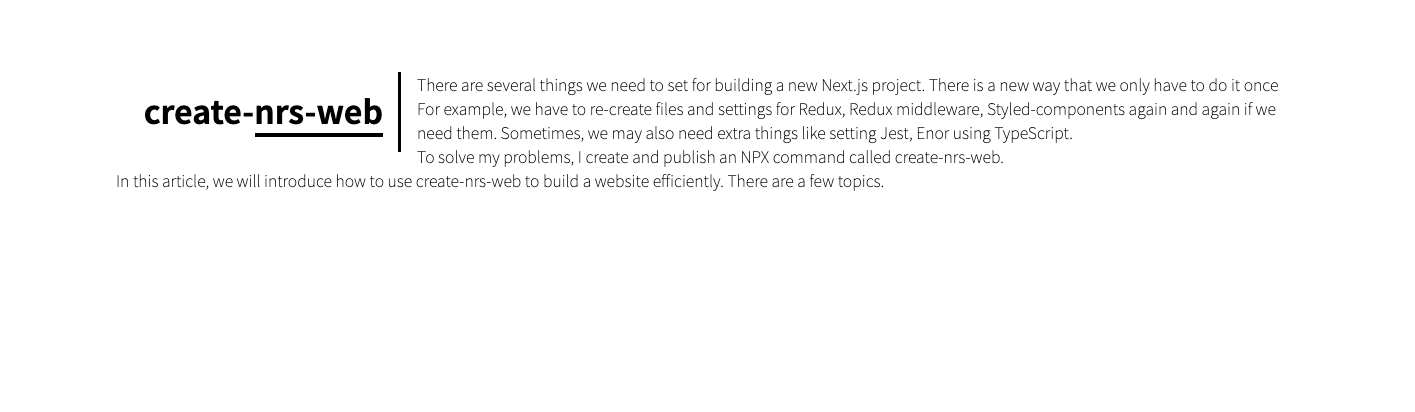 create-nrs-web
There are several things we need to set for building a new Next.js project. There is a new way that we only have to do it once
For example, we have to re-create files and settings for Redux, Redux middleware, Styled-components again and again if we
need them. Sometimes, we may also need extra things like setting Jest, Enor using TypeScript.
To solve my problems, I create and publish an NPX command called create-nrs-web.
In this article, we will introduce how to use create-nrs-web to build a website efficiently. There are a few topics.